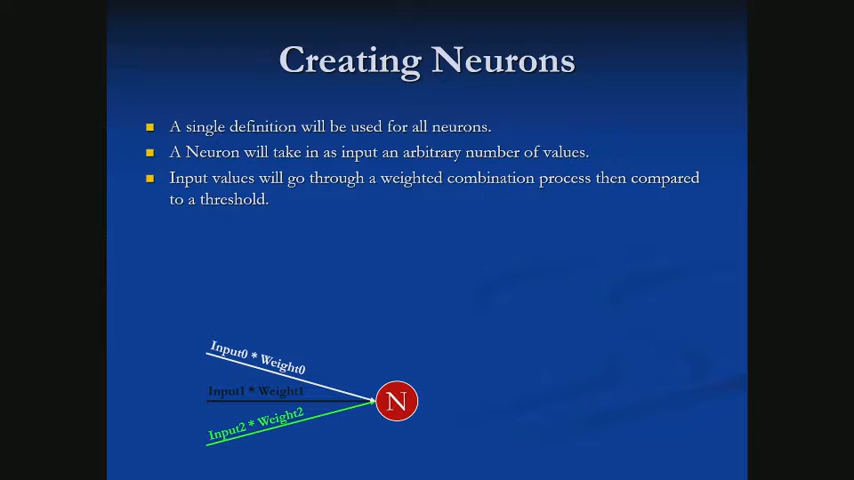 Creating Neurons
A single definition will be used for all neurons.
A Neuron will take in as input an arbitrary number of values.
Input values will go through a weighted combination process then compared
to a threshold.
Input0 * Weight0
Input1 * Weight1
Input2 * Weight2
N